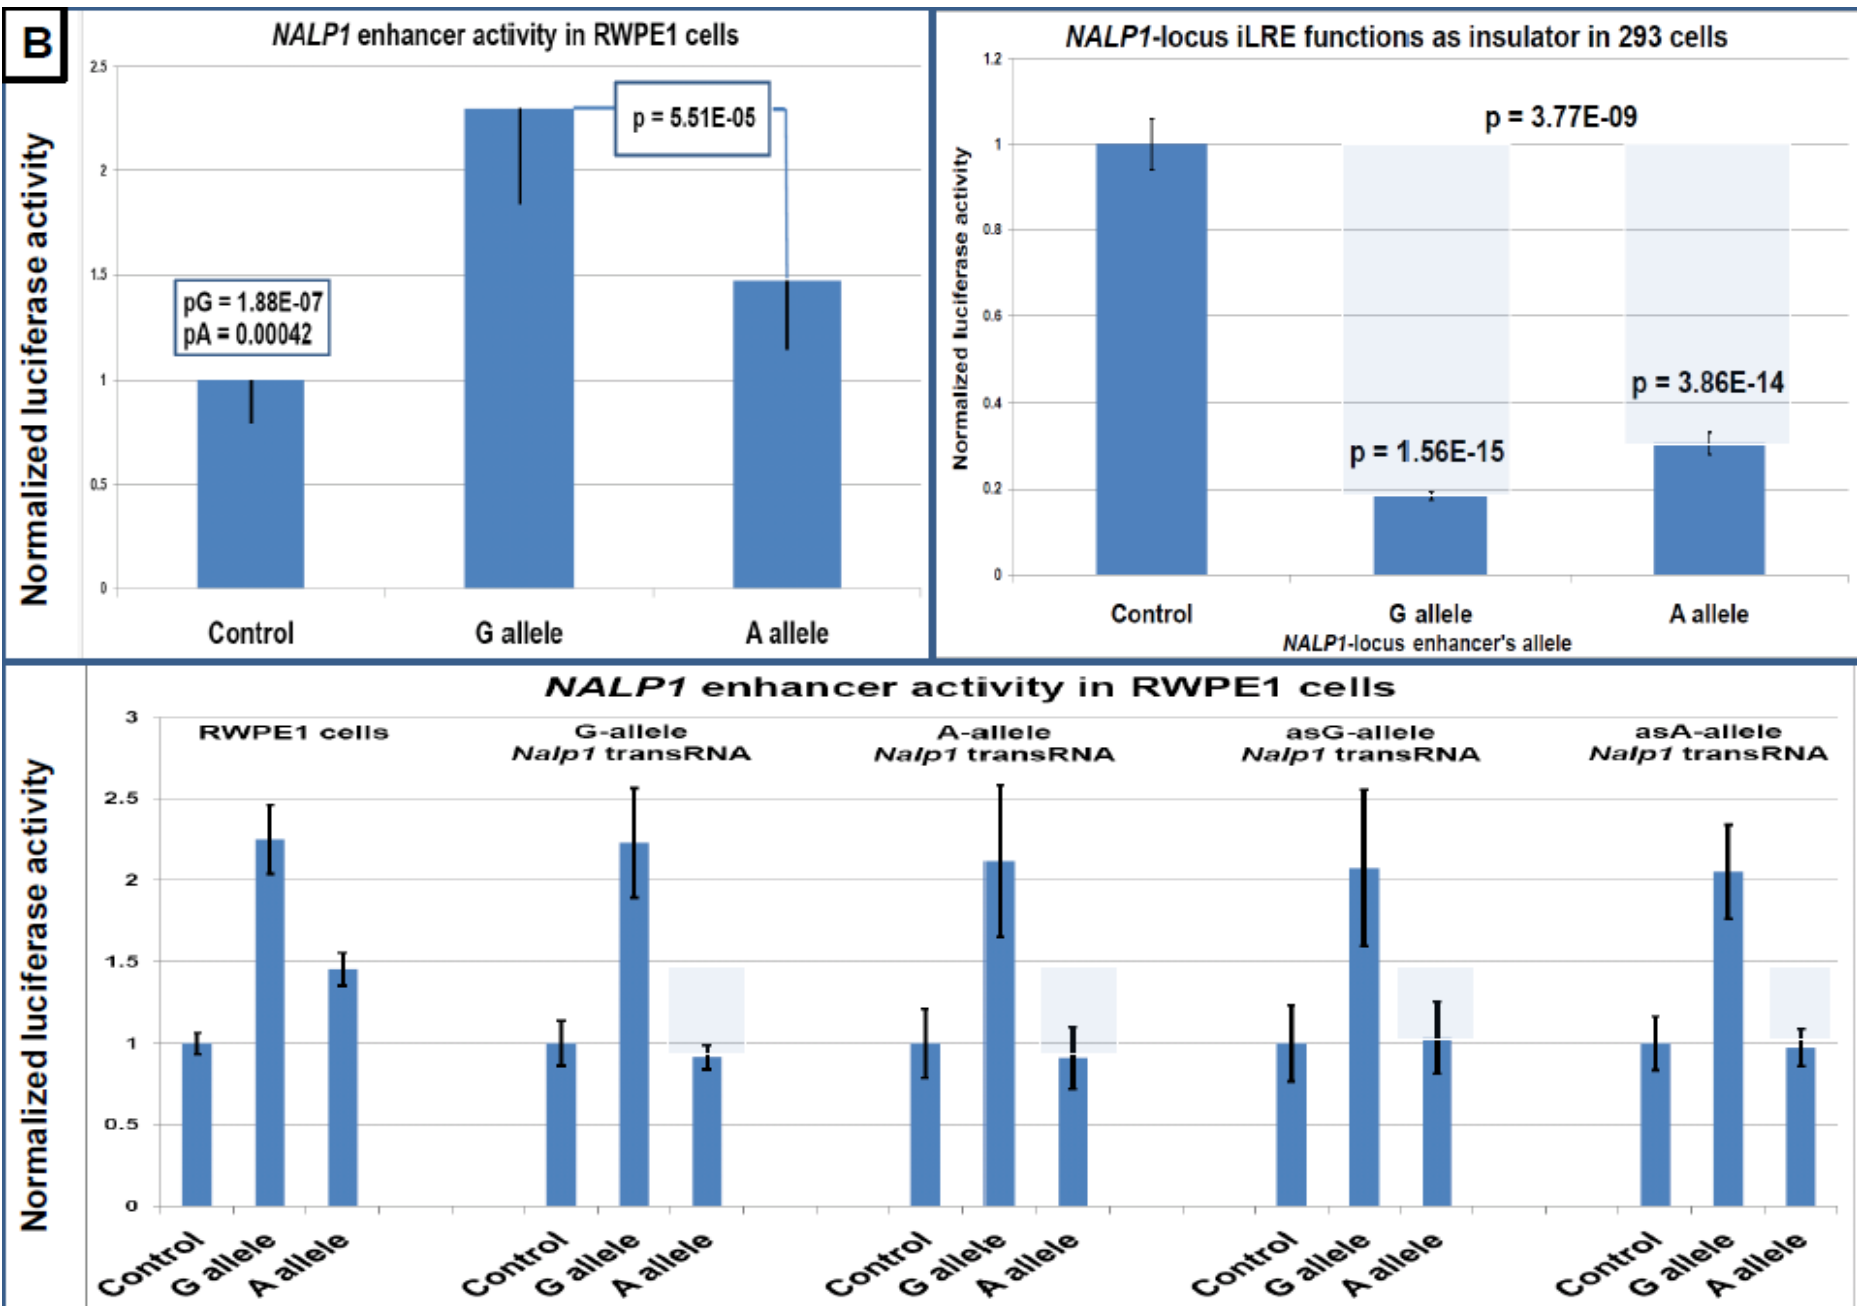 B
NALP1 enhancer activity in RWPE1 cells
Normalized luciferase activity
2.5
2
1.5
1
0.5
0
p = 5.51E-05
pG = 1.88E-07
pA = 0.00042
Control G allele A allele
NALP1-locus iLRE functions as insulator in 293 cells
Normalized luciferase activity
1.2
1
0.8
0.6
0.4
0.2
0
p = 3.77E-09
p = 3.86E-14
p = 1.56E-15
Control G allele A allele
NALP1-locus enhancer's allele
NALP1 enhancer activity in RWPE1 cells
Normalized luciferase activity
3
2.5
2
1.5
1
0.5
0
RWPE1 cells
G-allele
Nalp1 transRNA
A-allele
Nalp1 transRNA
asG-allele
Nalp1 transRNA
asA-allele
Nalp1 transRNA
Control G allele A allele Control G allele A allele Control G allele A allele Control G allele A allele Control G allele A allele